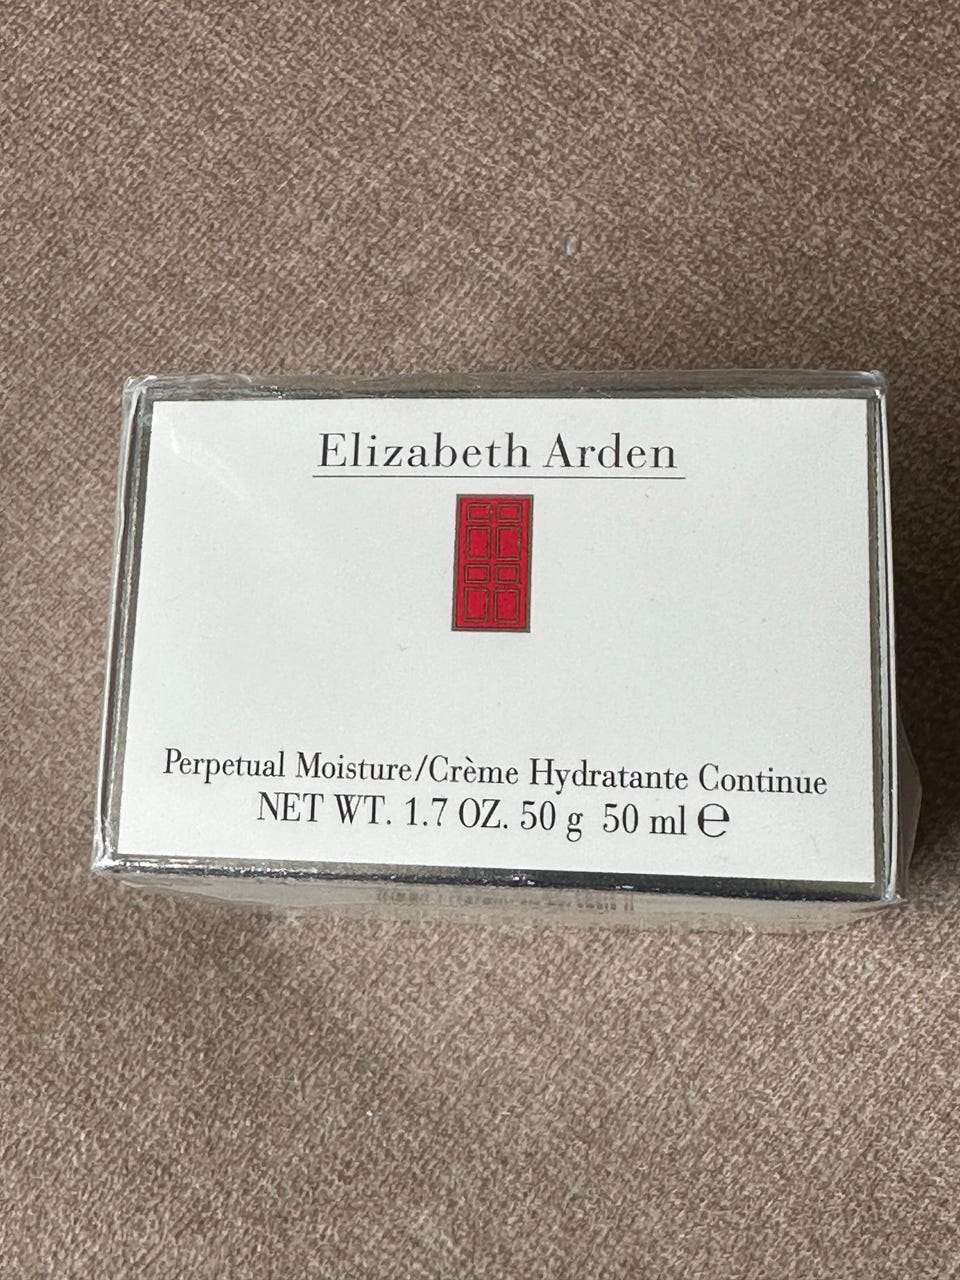 Elizabeth Arden
Perpetual Moisture/Crème Hydratante Continue
NET WT. 1.7 OZ. 50 g 50 ml ℮